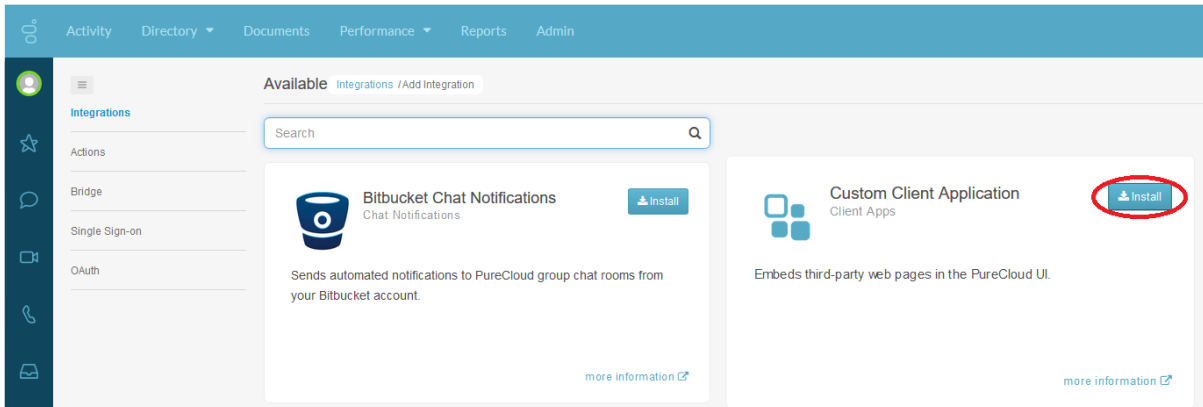 Activity Directory Documents Performance Reports Admin
Available Integrations /Add Integration
Integrations
Actions
Bridge
Single Sign-on
OAuth
Search
Bitbucket Chat Notifications
Chat Notifications
Install
Sends automated notifications to PureCloud group chat rooms from
your Bitbucket account.
more information
Custom Client Application
Client Apps
Install
Embeds third-party web pages in the PureCloud UI.
more information